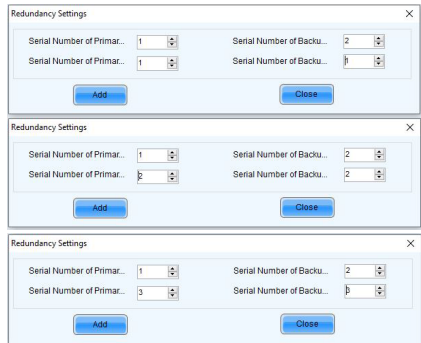 Redundancy Settings
Serial Number of Primar... 1 Serial Number of Backu... 2
Serial Number of Primar... 1 Serial Number of Backu... 1
Add Close
Redundancy Settings
Serial Number of Primar... 1 Serial Number of Backu... 2
Serial Number of Primar... 2 Serial Number of Backu... 2
Add Close
Redundancy Settings
Serial Number of Primar... 1 Serial Number of Backu... 2
Serial Number of Primar... 3 Serial Number of Backu... 3
Add Close